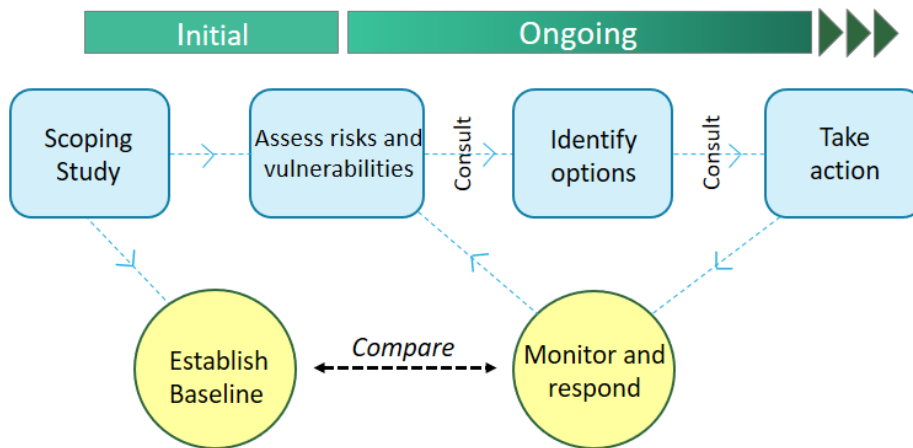 Initial
Ongoing
Scoping
Study
Assess risks and
vulnerabilities
Consult
Identify
options
Consult
Take
action
Establish
Baseline
Compare
Monitor and
respond